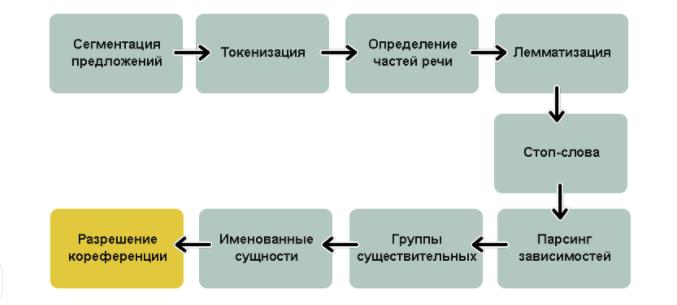 Сегментация
предложений
Токенизация
Определение
частей речи
Лемматизация
Стоп-слова
Парсинг
зависимостей
Группы
существительных
Именованные
сущности
Разрешение
кореференции